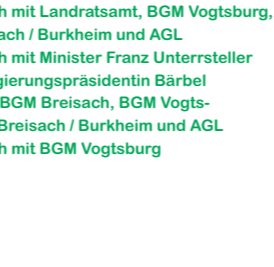 h mit Landratsamt, BGM Vogtsburg,
ach / Burkheim und AGL
h mit Minister Franz Unterrsteller
gierungspräsidentin Bärbel
BGM Breisach, BGM Vogts-
Breisach / Burkheim und AGL
h mit BGM Vogtsburg